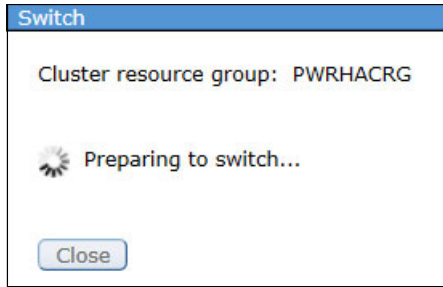 Switch
Cluster resource group: PWRHACRG
Preparing to switch...
Close